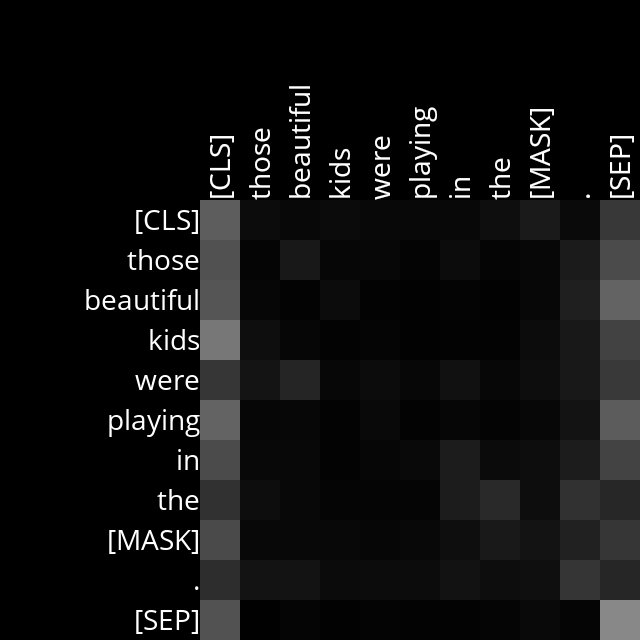 [CLS] those beautiful kids were playing in the [MASK] . [SEP]
[CLS]
those
beautiful
kids
were
playing
in
the
[MASK]
.
[SEP]